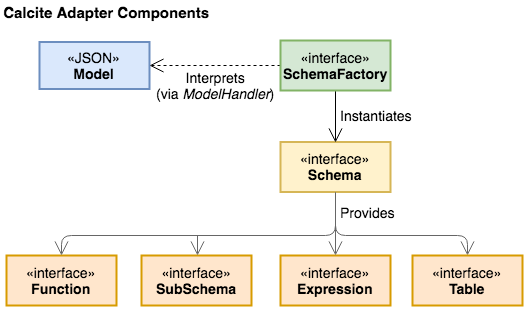 Calcite Adapter Components
«JSON»
Model
Interprets
(via ModelHandler)
«interface»
SchemaFactory
Instantiates
«interface»
Schema
Provides
«interface»
Function
«interface»
SubSchema
«interface»
Expression
«interface»
Table